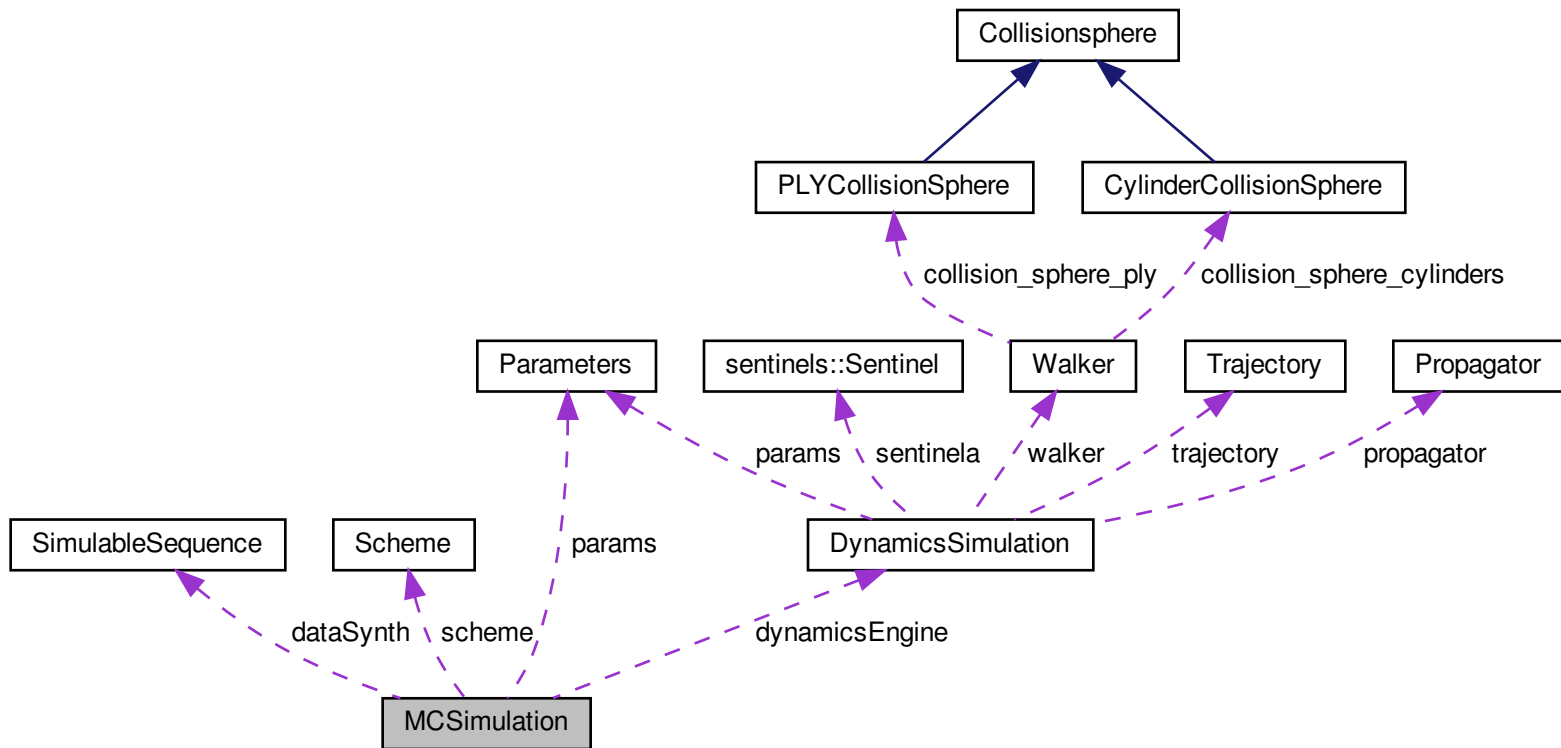 Collisionsphere
PLYCollisionSphere
CylinderCollisionSphere
collision_sphere_ply
collision_sphere_cylinders
Parameters
sentinels::Sentinel
Walker
Trajectory
Propagator
params
sentinela
walker
trajectory
propagator
SimulableSequence
Scheme
params
DynamicsSimulation
dataSynth
scheme
dynamicsEngine
MCSimulation